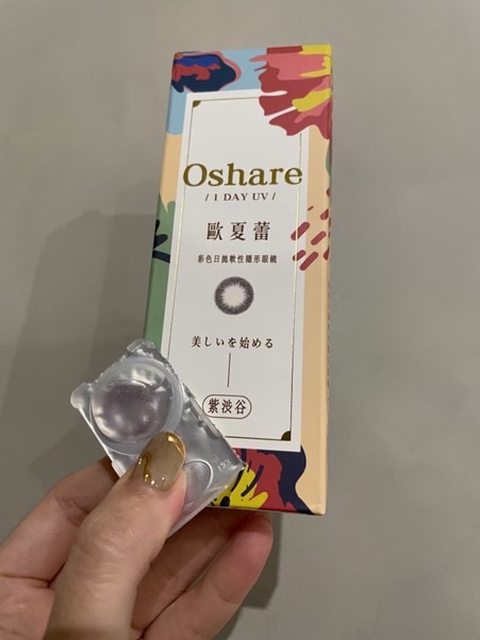 Oshare
/ 1 DAY UV /
歐夏蕾
彩色日拋軟性隱形眼鏡
美しいを始める
紫渋谷